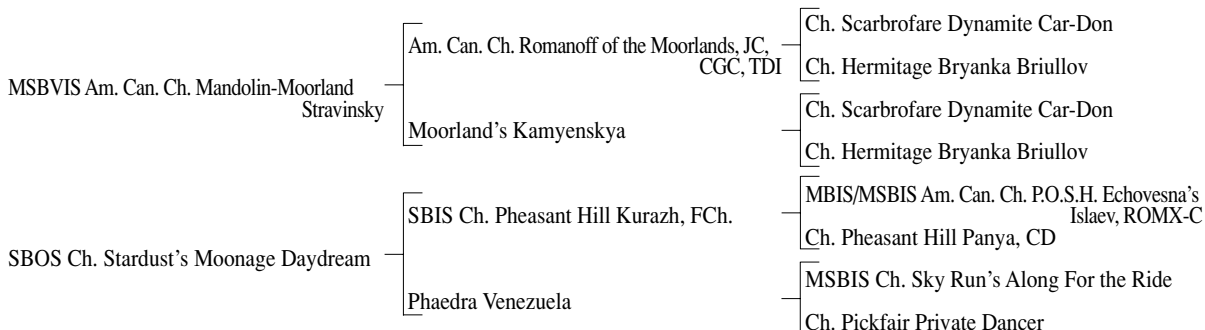 MSBVIS Am. Can. Ch. Mandolin-Moorland
Stravinsky
SBOS Ch. Stardust's Moonage Daydream
Am. Can. Ch. Romanoff of the Moorlands, JC,
CGC, TDI
Moorland's Kamyenskya
SBIS Ch. Pheasant Hill Kurazh, FCh.
Phaedra Venezuela
Ch. Scarbrofare Dynamite Car-Don
Ch. Hermitage Bryanka Briullov
Ch. Scarbrofare Dynamite Car-Don
Ch. Hermitage Bryanka Briullov
MBIS/MSBIS Am. Can. Ch. P.O.S.H. Echovesna's
Islaev, ROMX-C
Ch. Pheasant Hill Panya, CD
MSBIS Ch. Sky Run's Along For the Ride
Ch. Pickfair Private Dancer